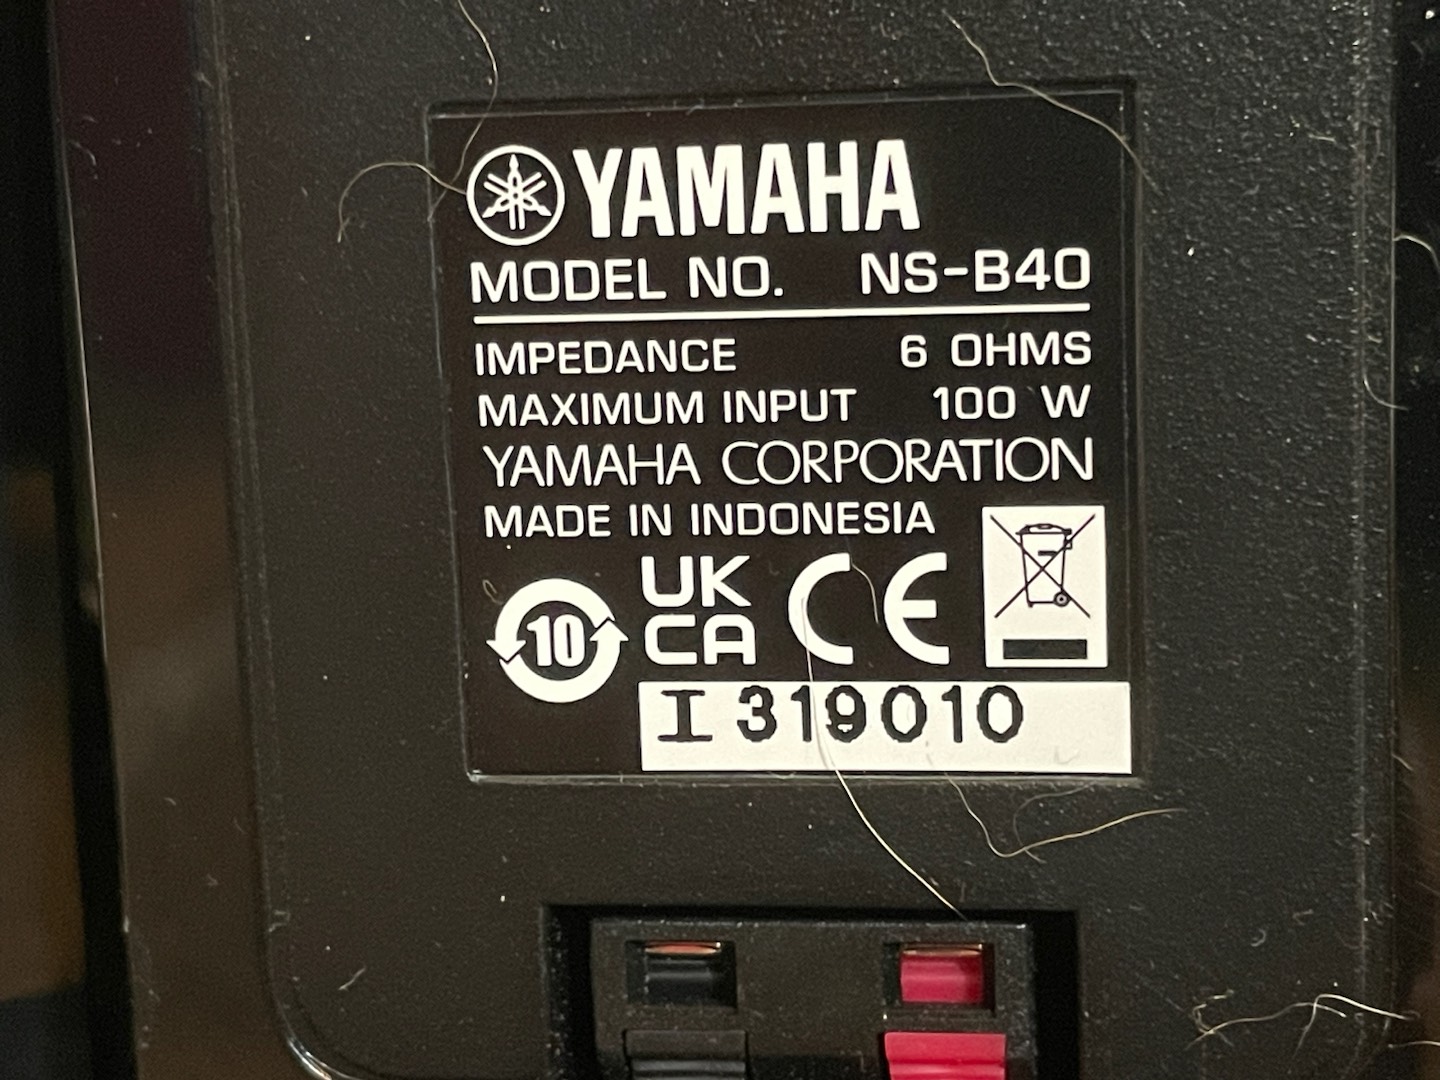 YAMAHA
MODEL NO. NS-B40
IMPEDANCE 6 OHMS
MAXIMUM INPUT 100 W
YAMAHA CORPORATION
MADE IN INDONESIA
10
UK
CA
CE
I 319010